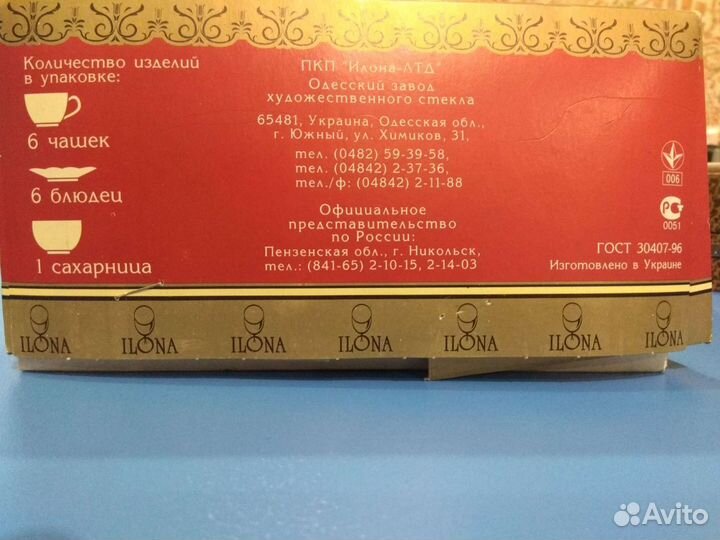 Количество изделий
в упаковке:
6 чашек
6 блюдец
1 сахарница
ПКП "Илона-ЛТД"
Одесский завод
художественного стекла
65481, Украина, Одесская обл.,
г. Южный, ул. Химиков, 31,
тел. (0482) 59-39-58,
тел. (04842) 2-37-36,
тел./ф: (04842) 2-11-88
Официальное
представительство
по России:
Пензенская обл., г. Никольск,
тел.: (841-65) 2-10-15, 2-14-03
006
РС
0051
ГОСТ 30407-96
Изготовлено в Украине
ILONA ILONA ILONA ILONA ILONA ILONA ILONA
Avito